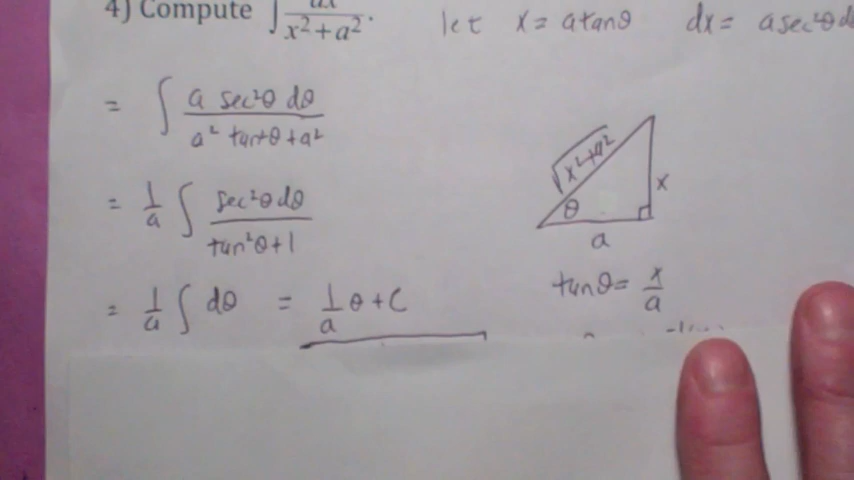 4) Compute ∫ dx / x²+a². let x = a tanθ dx = a sec²θ dθ
= ∫ a sec²θ dθ / a² tan²θ + a²
√x²+a² x
θ
a
= 1/a ∫ sec²θ dθ / tan²θ + 1
tanθ = x/a
= 1/a ∫ dθ = 1/a θ + C